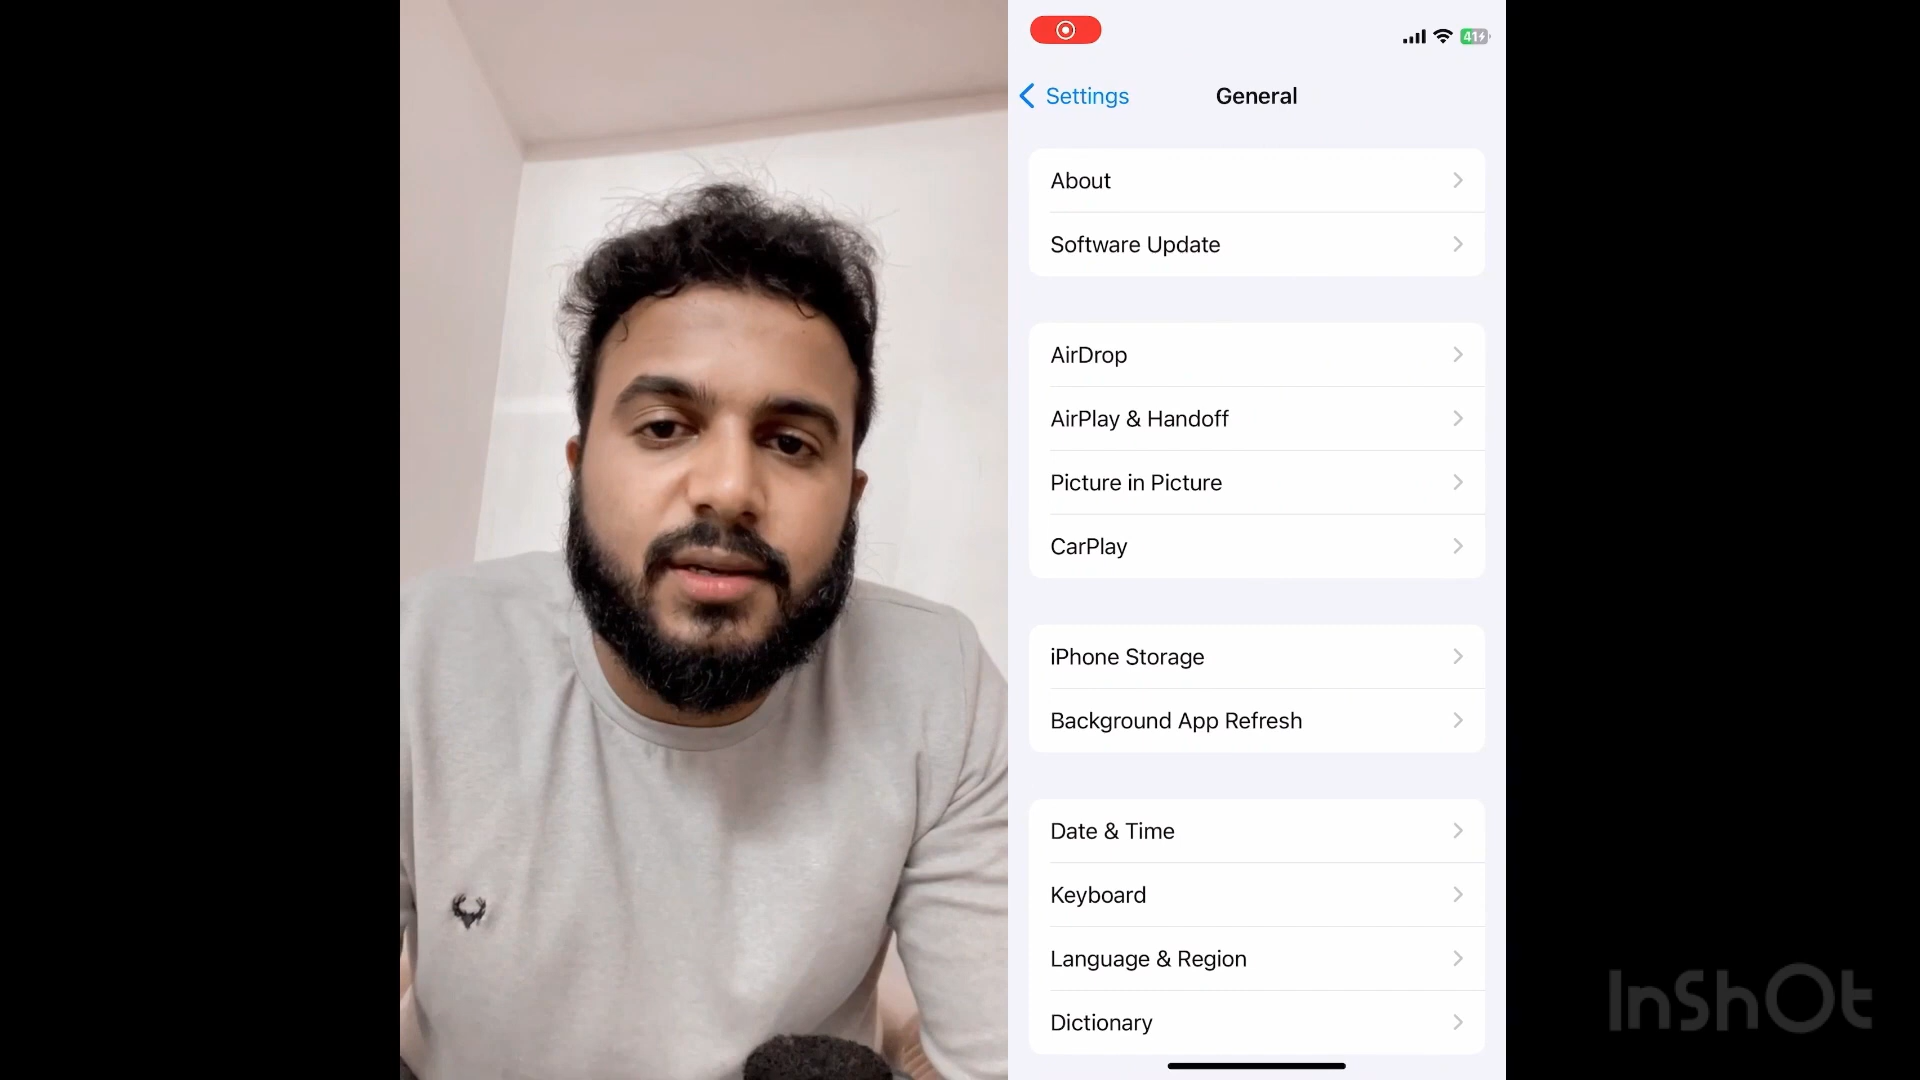 41
Settings
General
About
Software Update
AirDrop
AirPlay & Handoff
Picture in Picture
CarPlay
iPhone Storage
Background App Refresh
Date & Time
Keyboard
Language & Region
Dictionary
InShOt